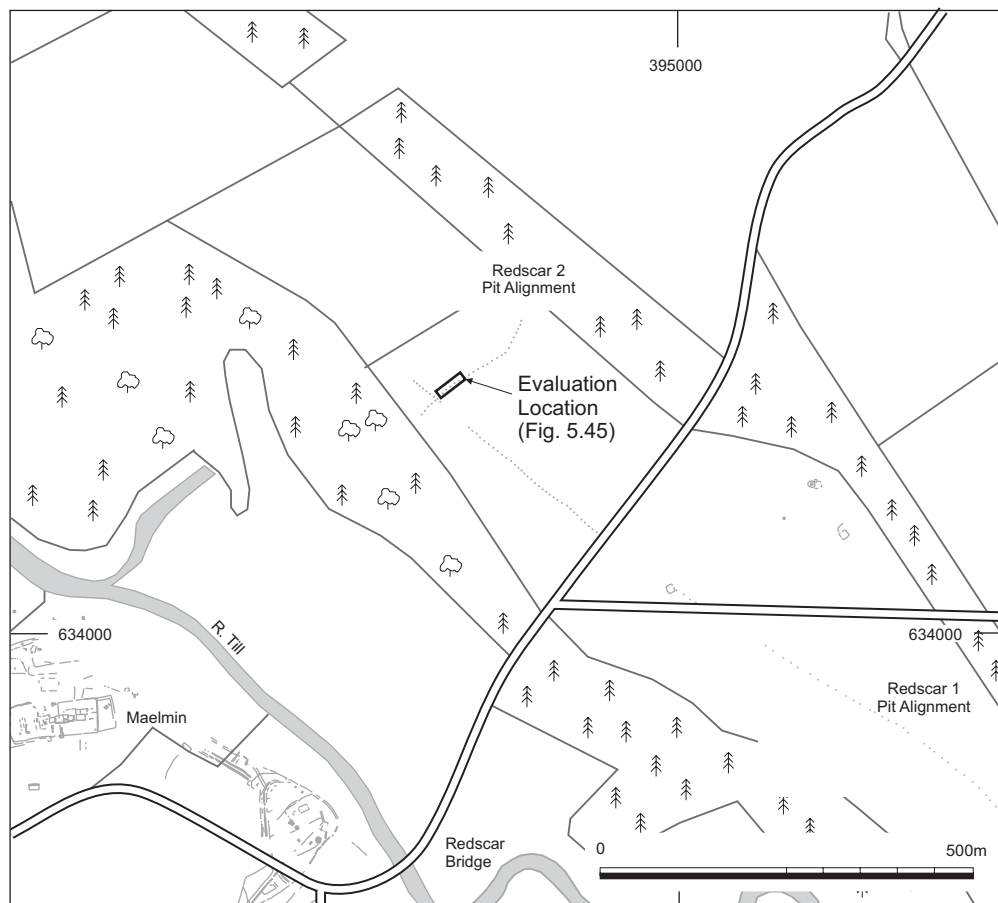 395000
Redscar 2
Pit Alignment
Evaluation
Location
(Fig. 5.45)
634000
634000
R. Till
Redscar 1
Pit Alignment
Maelmin
Redscar
Bridge
0
500m